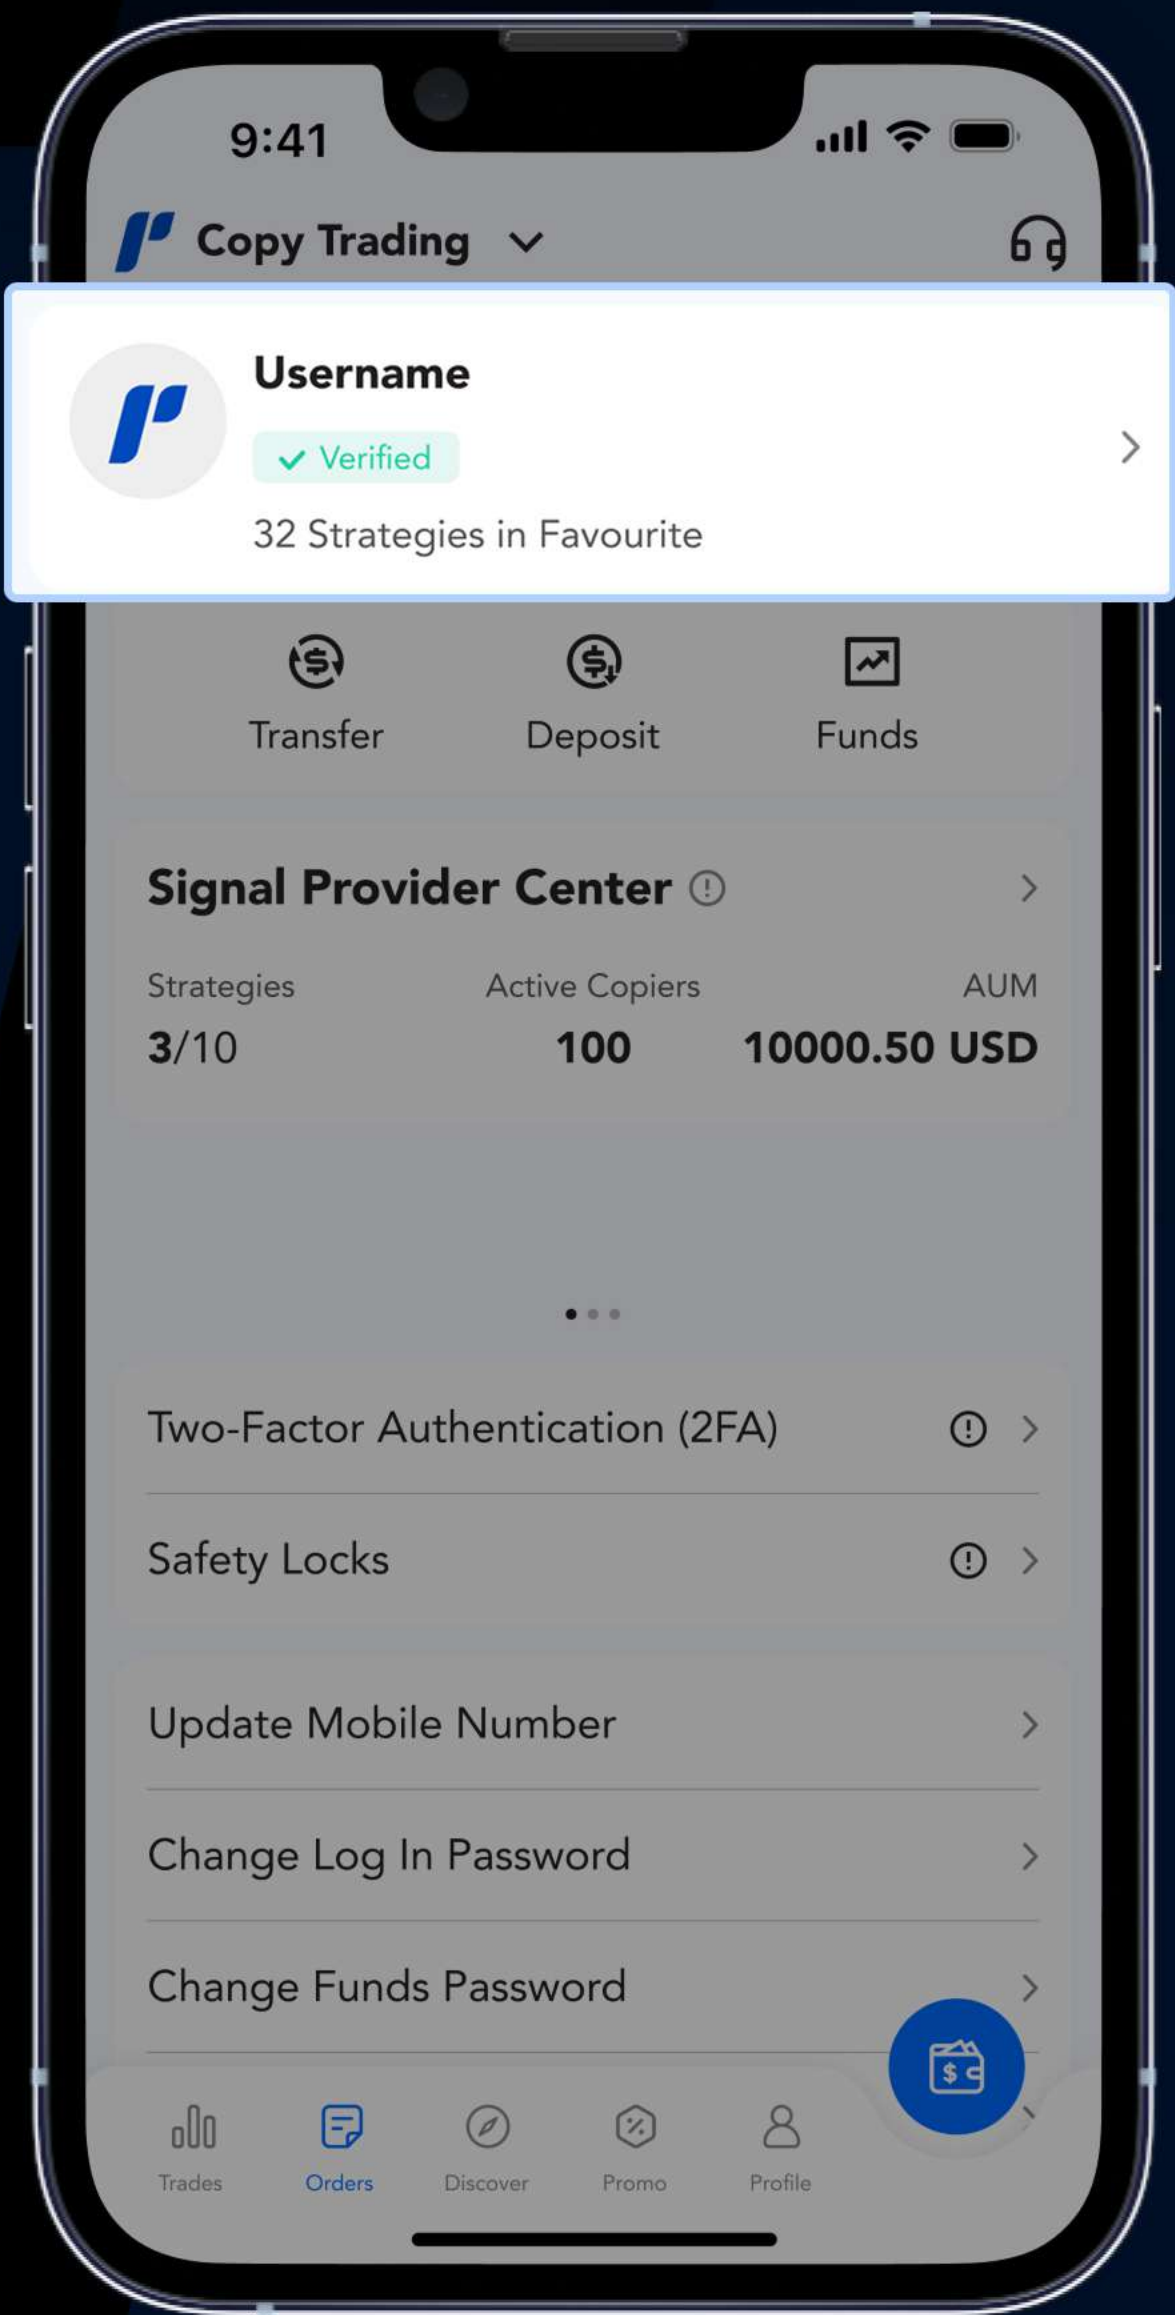 9:41
Copy Trading
Username
Verified
32 Strategies in Favourite
Transfer Deposit Funds
Signal Provider Center
Strategies Active Copiers AUM
3/10 100 10000.50 USD
Two-Factor Authentication (2FA)
Safety Locks
Update Mobile Number
Change Log In Password
Change Funds Password
Trades Orders Discover Promo Profile